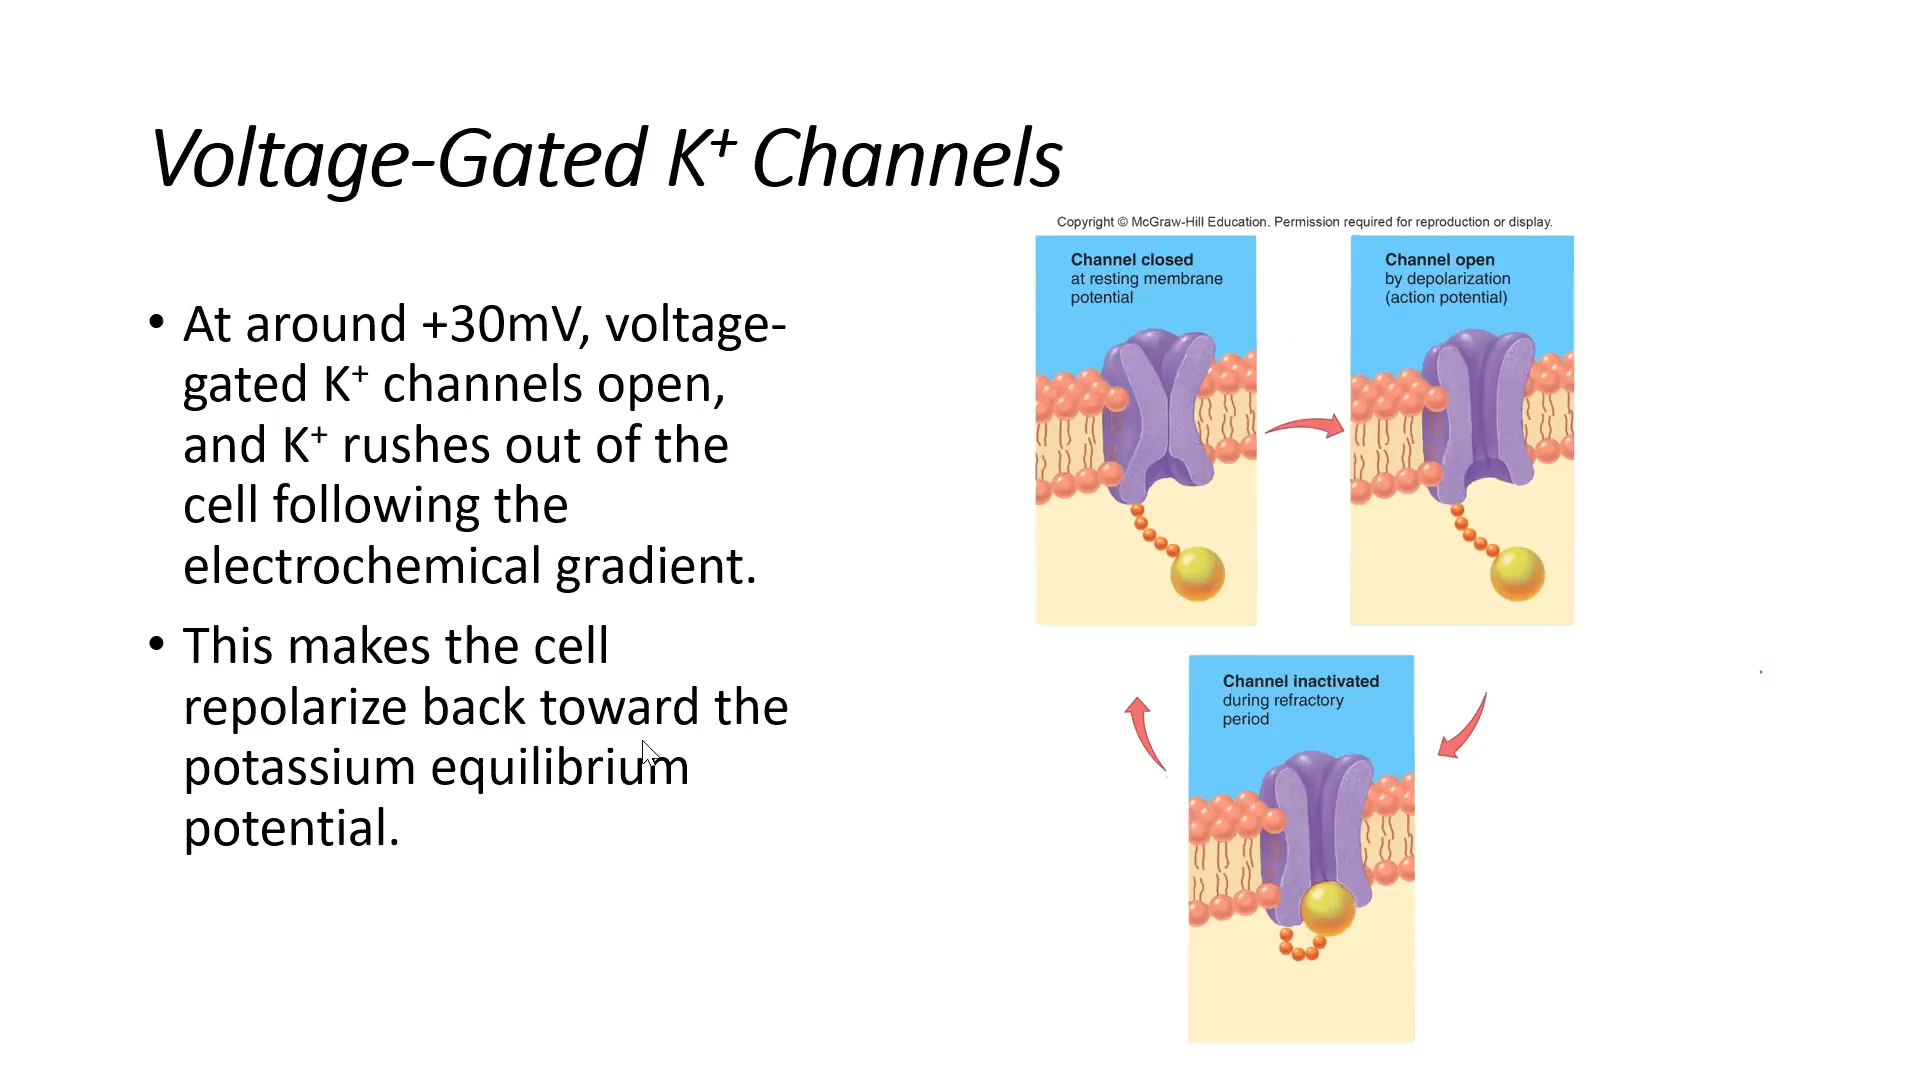 Voltage-Gated K⁺ Channels
Copyright © McGraw-Hill Education. Permission required for reproduction or display.
• At around +30mV, voltage-
gated K⁺ channels open,
and K⁺ rushes out of the
cell following the
electrochemical gradient.
• This makes the cell
repolarize back toward the
potassium equilibrium
potential.
Channel closed
at resting membrane
potential
Channel open
by depolarization
(action potential)
Channel inactivated
during refractory
period